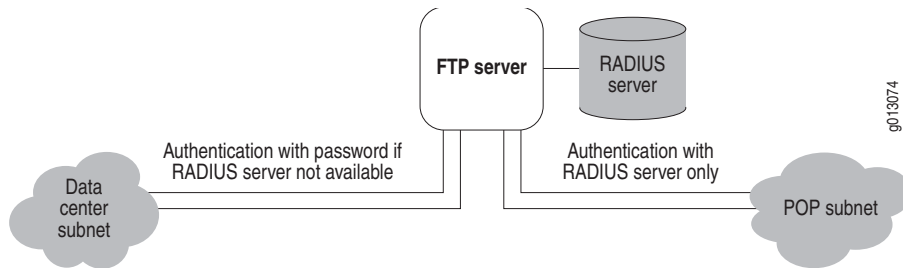 FTP server
RADIUS
server
g013074
Authentication with password if
RADIUS server not available
Authentication with
RADIUS server only
Data
center
subnet
POP subnet